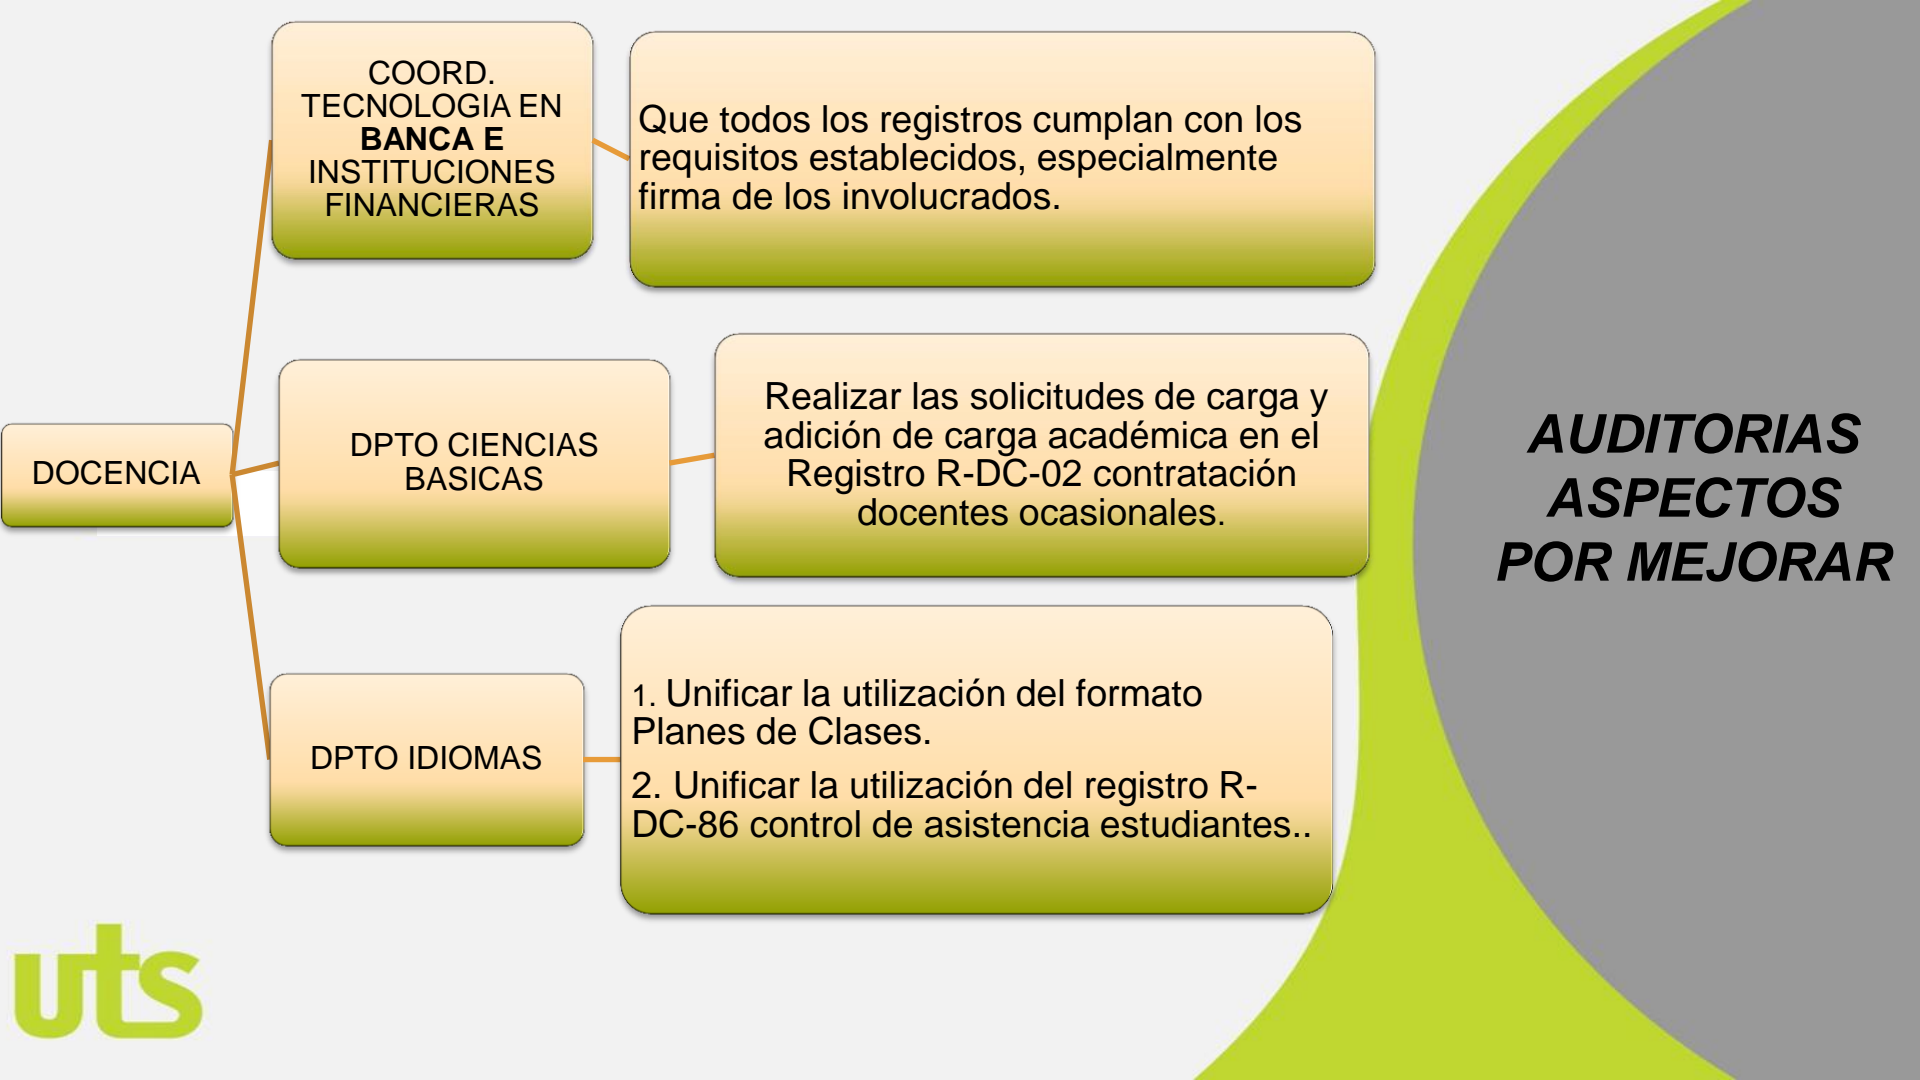 COORD.
TECNOLOGIA EN
BANCA E
INSTITUCIONES
FINANCIERAS
Que todos los registros cumplan con los
requisitos establecidos, especialmente
firma de los involucrados.
DOCENCIA
DPTO CIENCIAS
BASICAS
Realizar las solicitudes de carga y
adición de carga académica en el
Registro R-DC-02 contratación
docentes ocasionales.
DPTO IDIOMAS
1. Unificar la utilización del formato
Planes de Clases.
2. Unificar la utilización del registro R-
DC-86 control de asistencia estudiantes..
AUDITORIAS
ASPECTOS
POR MEJORAR
uts